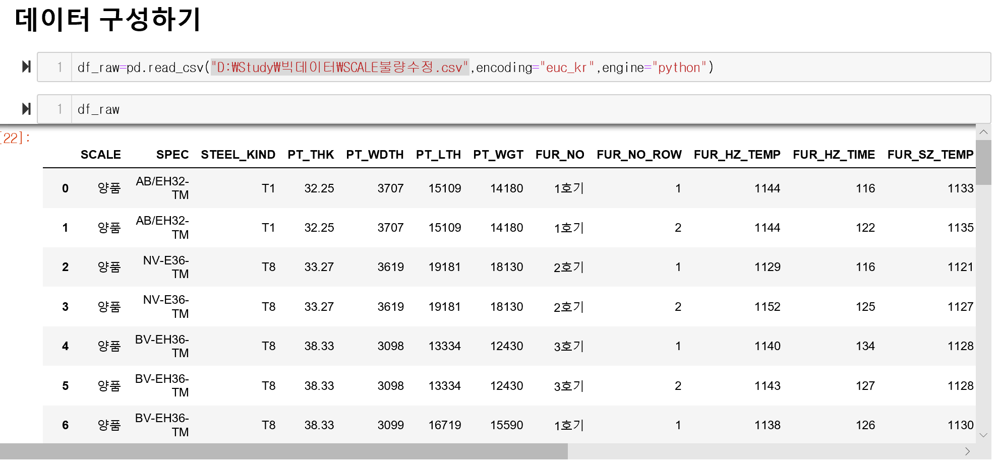 데이터 구성하기
1 df_raw=pd.read_csv("D:₩Study₩빅데이터₩SCALE불량수정.csv",encoding="euc_kr",engine="python")
1 df_raw
[22]:
SCALE SPEC STEEL_KIND PT_THK PT_WDTH PT_LTH PT_WGT FUR_NO FUR_NO_ROW FUR_HZ_TEMP FUR_HZ_TIME FUR_SZ_TEMP
0 양품 AB/EH32-TM T1 32.25 3707 15109 14180 1호기 1 1144 116 1133
1 양품 AB/EH32-TM T1 32.25 3707 15109 14180 1호기 2 1144 122 1135
2 양품 NV-E36-TM T8 33.27 3619 19181 18130 2호기 1 1129 116 1121
3 양품 NV-E36-TM T8 33.27 3619 19181 18130 2호기 2 1152 125 1127
4 양품 BV-EH36-TM T8 38.33 3098 13334 12430 3호기 1 1140 134 1128
5 양품 BV-EH36-TM T8 38.33 3098 13334 12430 3호기 2 1143 127 1128
6 양품 BV-EH36-TM T8 38.33 3099 16719 15590 1호기 1 1138 126 1130